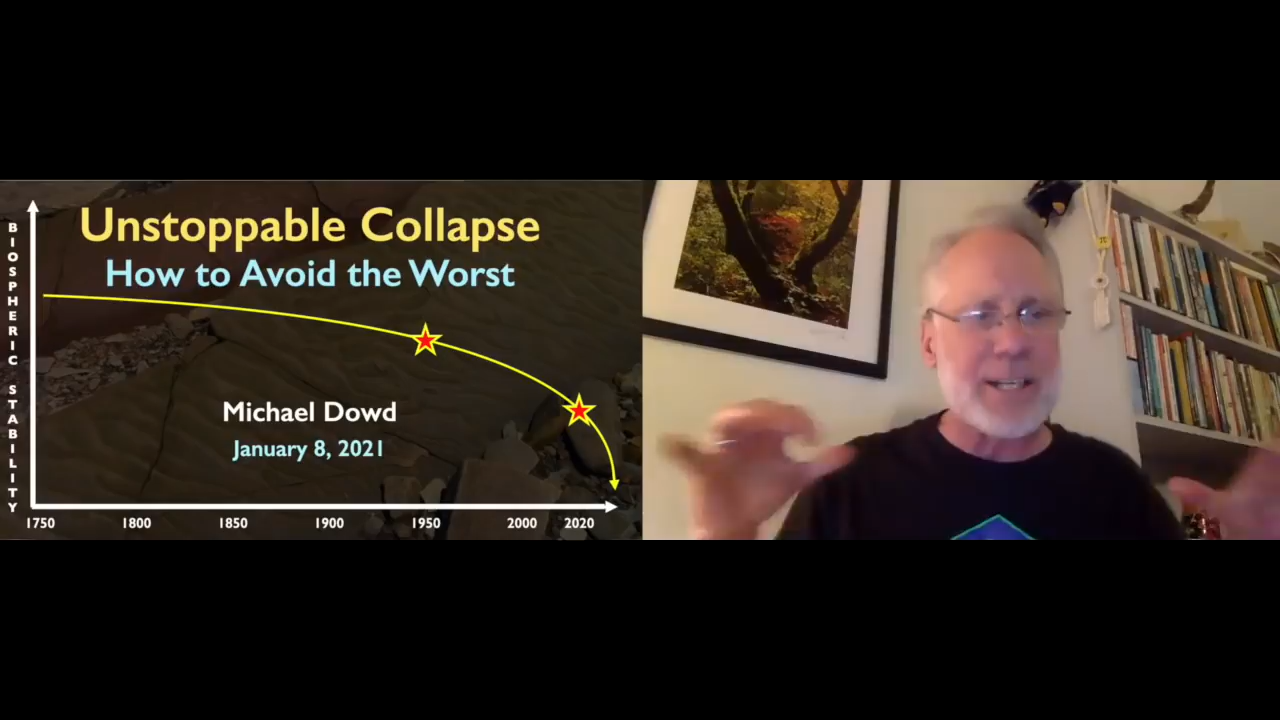 Unstoppable Collapse
How to Avoid the Worst
BIOSPHERIC STABILITY
Michael Dowd
January 8, 2021
1750 1800 1850 1900 1950 2000 2020